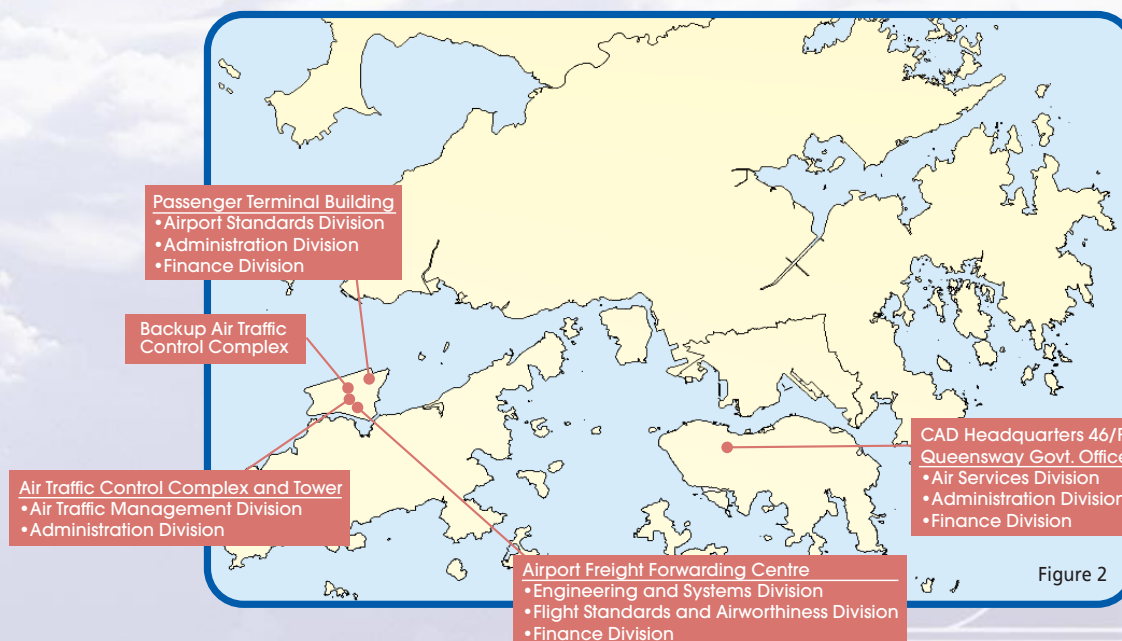 Passenger Terminal Building
•Airport Standards Division
•Administration Division
•Finance Division
Backup Air Traffic
Control Complex
Air Traffic Control Complex and Tower
•Air Traffic Management Division
•Administration Division
CAD Headquarters 46/F
Queensway Govt. Office
•Air Services Division
•Administration Division
•Finance Division
Airport Freight Forwarding Centre
•Engineering and Systems Division
•Flight Standards and Airworthiness Division
•Finance Division
Figure 2